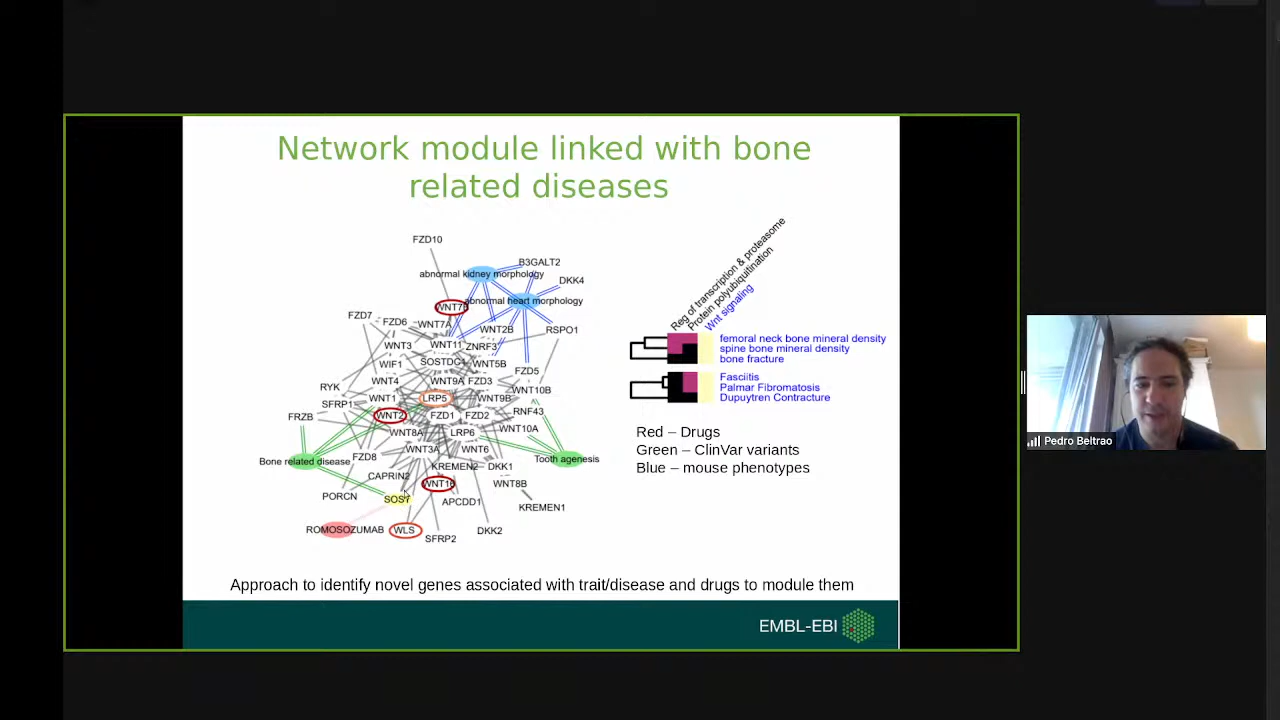 Network module linked with bone
related diseases
FZD10
B3GALT2
abnormal kidney morphology
DKK4
abnormal heart morphology
FZD7
FZD6
WNT7A
WNT2B
RSPO1
WNT3
WNT11
ZNRF3
SOSTDC1
WIF1
WNT5B
FZD5
WNT4
WNT9A
FZD3
RYK
WNT10B
WNT1
LRP5
WNT9B
SFRP1
FRZB
WNT2
FZD1
FZD2
RNF43
WNT8A
LRP6
WNT10A
WNT3A
WNT6
Bone related disease
FZD8
Tooth agenesis
KREMEN2
DKK1
CAPRIN2
WNT16
WNT8B
PORCN
SOST
APCDD1
KREMEN1
ROMOSOZUMAB
WLS
SFRP2
DKK2
Reg of transcription & proteasome
Protein polyubiquitination
Wnt signaling
femoral neck bone mineral density
spine bone mineral density
bone fracture
Fasciitis
Palmar Fibromatosis
Dupuytren Contracture
Red – Drugs
Green – ClinVar variants
Blue – mouse phenotypes
Approach to identify novel genes associated with trait/disease and drugs to module them
EMBL-EBI
Pedro Beltrao